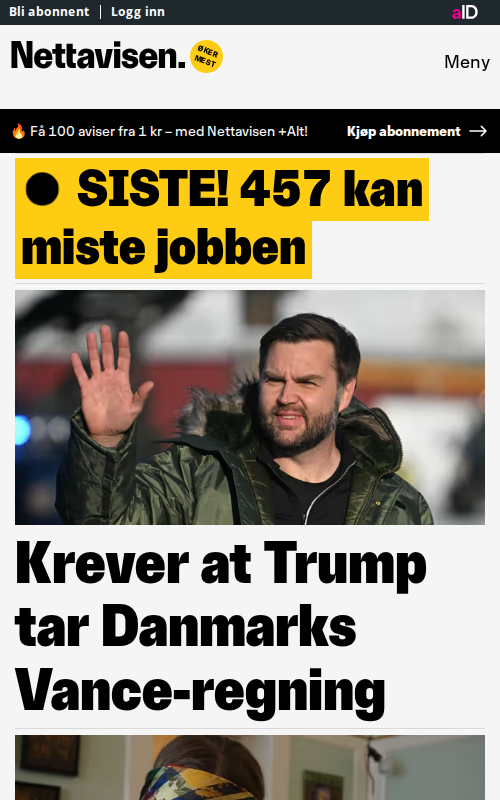 Bli abonnent
Logg inn
aID
Nettavisen.
ØKER
MEST
Meny
🔥 Få 100 aviser fra 1 kr – med Nettavisen +Alt!
Kjøp abonnement →
SISTE! 457 kan
miste jobben
Krever at Trump
tar Danmarks
Vance-regning